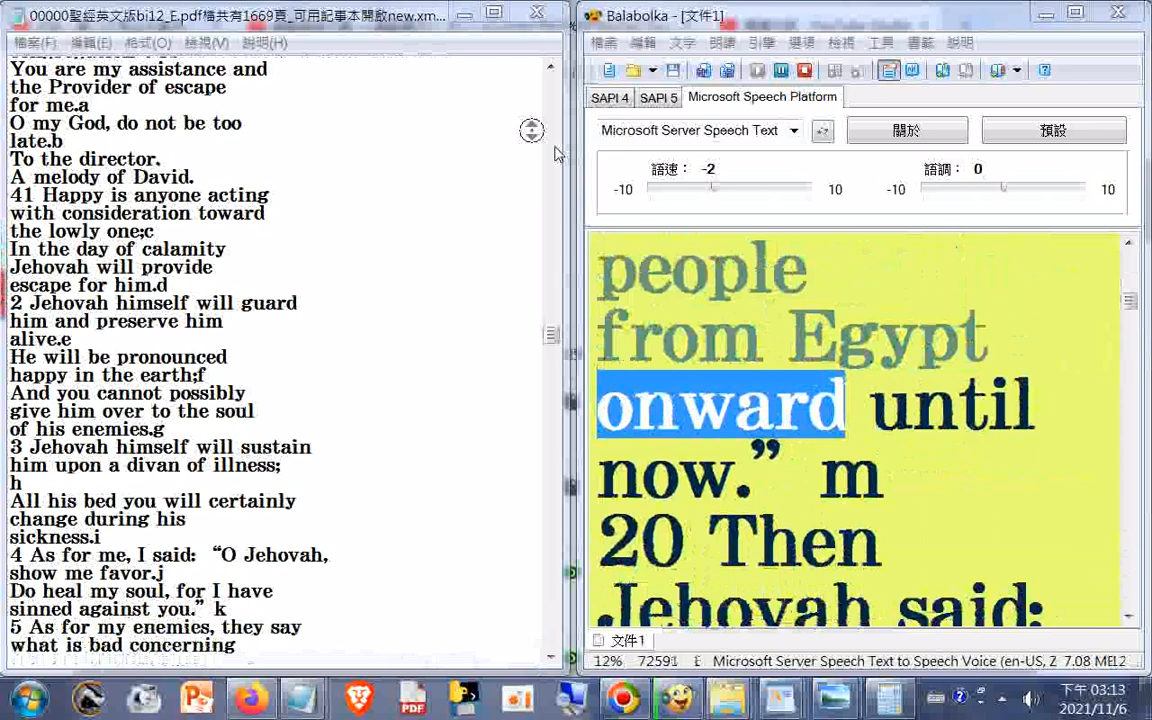 00000聖經英文版bi12_E.pdf檔共有1669頁_可用記事本開啟new.xm...
檔案(F) 編輯(E) 格式(O) 檢視(V) 說明(H)
You are my assistance and
the Provider of escape
for me.a
O my God, do not be too
late.b
To the director.
A melody of David.
41 Happy is anyone acting
with consideration toward
the lowly one;c
In the day of calamity
Jehovah will provide
escape for him.d
2 Jehovah himself will guard
him and preserve him
alive.e
He will be pronounced
happy in the earth;f
And you cannot possibly
give him over to the soul
of his enemies.g
3 Jehovah himself will sustain
him upon a divan of illness;
h
All his bed you will certainly
change during his
sickness.i
4 As for me, I said: “O Jehovah,
show me favor.j
Do heal my soul, for I have
sinned against you.” k
5 As for my enemies, they say
what is bad concerning
Balabolka - [文件1]
檔案 編輯 文字 朗讀 引擎 選項 檢視 工具 書籤 說明
SAPI 4 SAPI 5 Microsoft Speech Platform
Microsoft Server Speech Text 關於 預設
語速： -2 語調： 0
-10 10 -10 10
people
from Egypt
onward until
now.” m
20 Then
Jehovah said:
文件1
12% 72591 Microsoft Server Speech Text to Speech Voice (en-US, Z 7.08 ME12
PDF
下午 03:13
2021/11/6